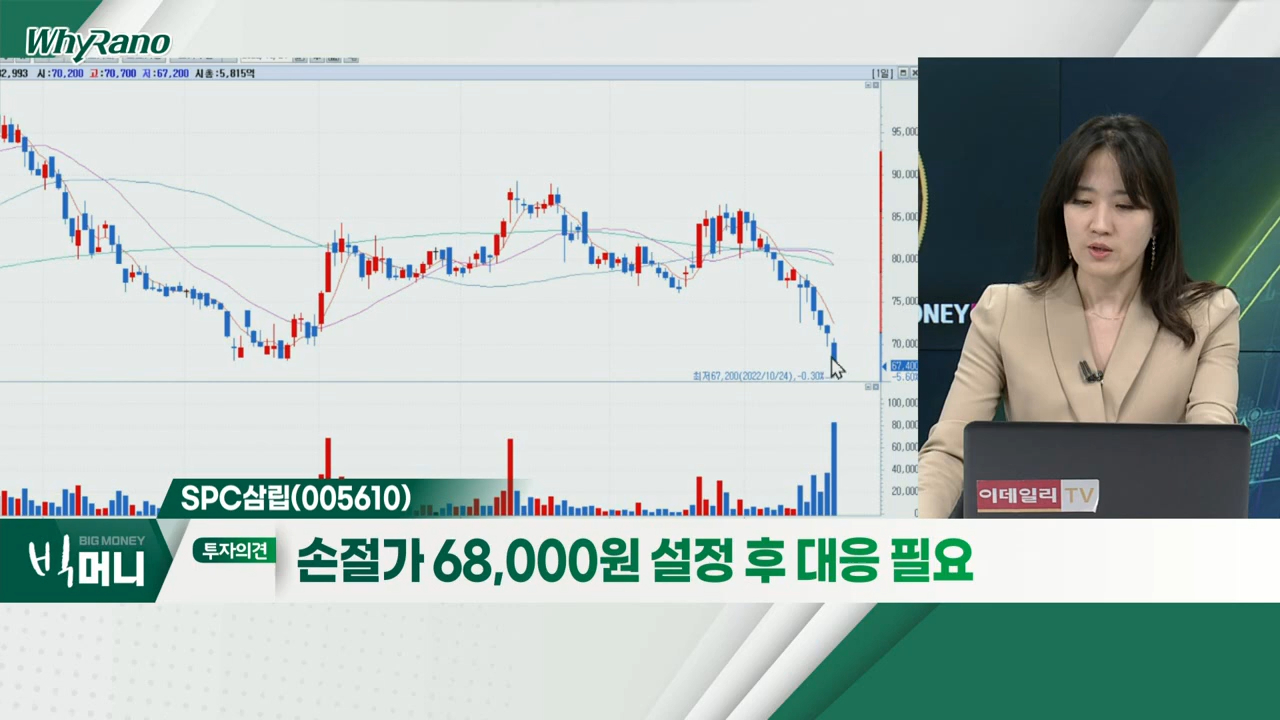 WhyRano
2,993 시:70,200 고:70,700 저:67,200 시총:5,815억
[1일]
95,000
90,000
85,000
80,000
75,000
70,000
67,400
-5.60%
최저67,200(2022/10/24),-0.30%
100,000
80,000
60,000
40,000
20,000
ONEY
이데일리 TV
SPC삼립(005610)
BIG MONEY
빅머니
투자의견
손절가 68,000원 설정 후 대응 필요